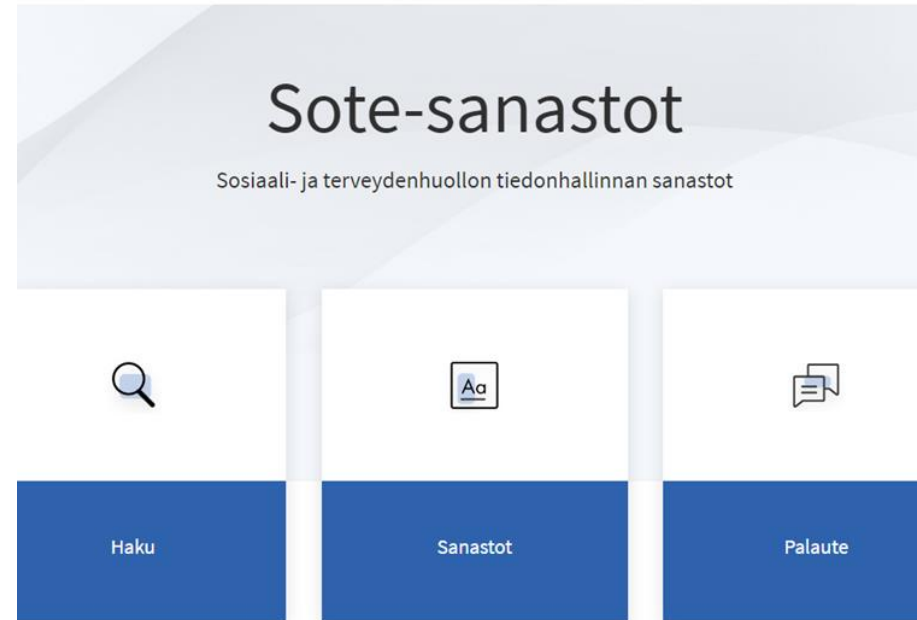 Sote-sanastot
Sosiaali- ja terveydenhuollon tiedonhallinnan sanastot
Aa
Haku
Sanastot
Palaute